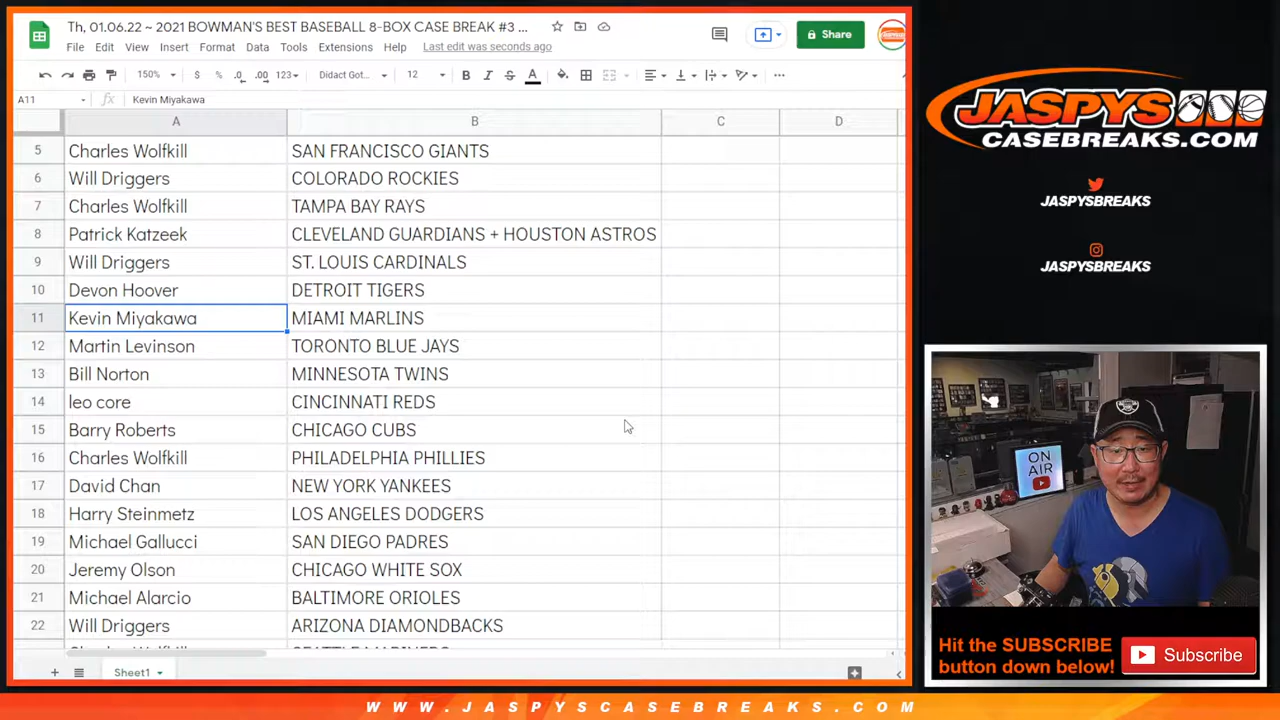 Th, 01.06.22 ~ 2021 BOWMAN'S BEST BASEBALL 8-BOX CASE BREAK #3 ...
File Edit View Insert Format Data Tools Extensions Help Last edit was seconds ago
Share
150% $ % .0 .00 123 Didact Got... 12 B I S A
A11 fx Kevin Miyakawa
A B C D
5 Charles Wolfkill SAN FRANCISCO GIANTS
6 Will Driggers COLORADO ROCKIES
7 Charles Wolfkill TAMPA BAY RAYS
8 Patrick Katzeek CLEVELAND GUARDIANS + HOUSTON ASTROS
9 Will Driggers ST. LOUIS CARDINALS
10 Devon Hoover DETROIT TIGERS
11 Kevin Miyakawa MIAMI MARLINS
12 Martin Levinson TORONTO BLUE JAYS
13 Bill Norton MINNESOTA TWINS
14 leo core CINCINNATI REDS
15 Barry Roberts CHICAGO CUBS
16 Charles Wolfkill PHILADELPHIA PHILLIES
17 David Chan NEW YORK YANKEES
18 Harry Steinmetz LOS ANGELES DODGERS
19 Michael Gallucci SAN DIEGO PADRES
20 Jeremy Olson CHICAGO WHITE SOX
21 Michael Alarcio BALTIMORE ORIOLES
22 Will Driggers ARIZONA DIAMONDBACKS
Sheet1
JASPYS
CASEBREAKS.COM
JASPYSBREAKS
JASPYSBREAKS
ON
AIR
Hit the SUBSCRIBE
button down below!
Subscribe
WWW.JASPYSCASEBREAKS.COM